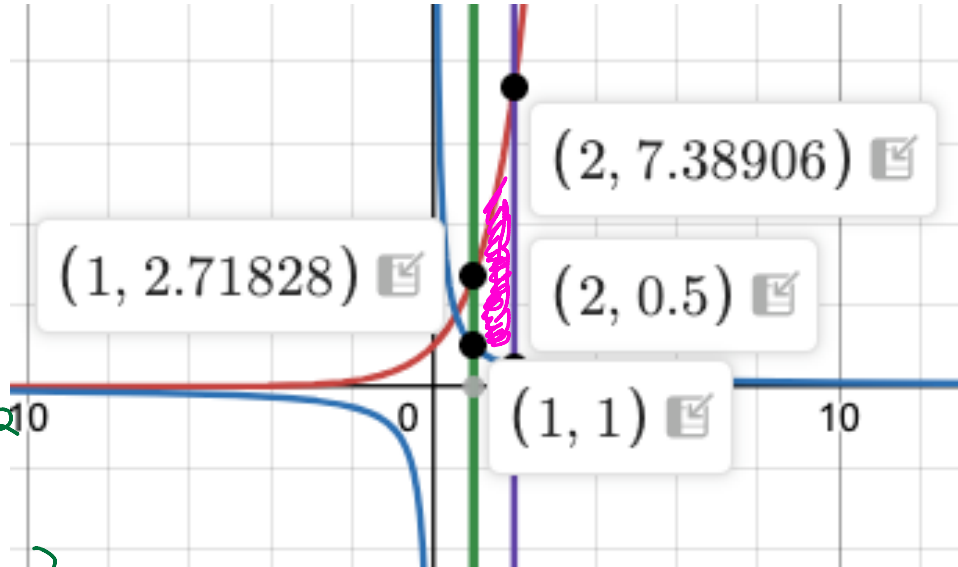 (2, 7.38906)
(1, 2.71828)
(2, 0.5)
10 0 10
(1, 1)